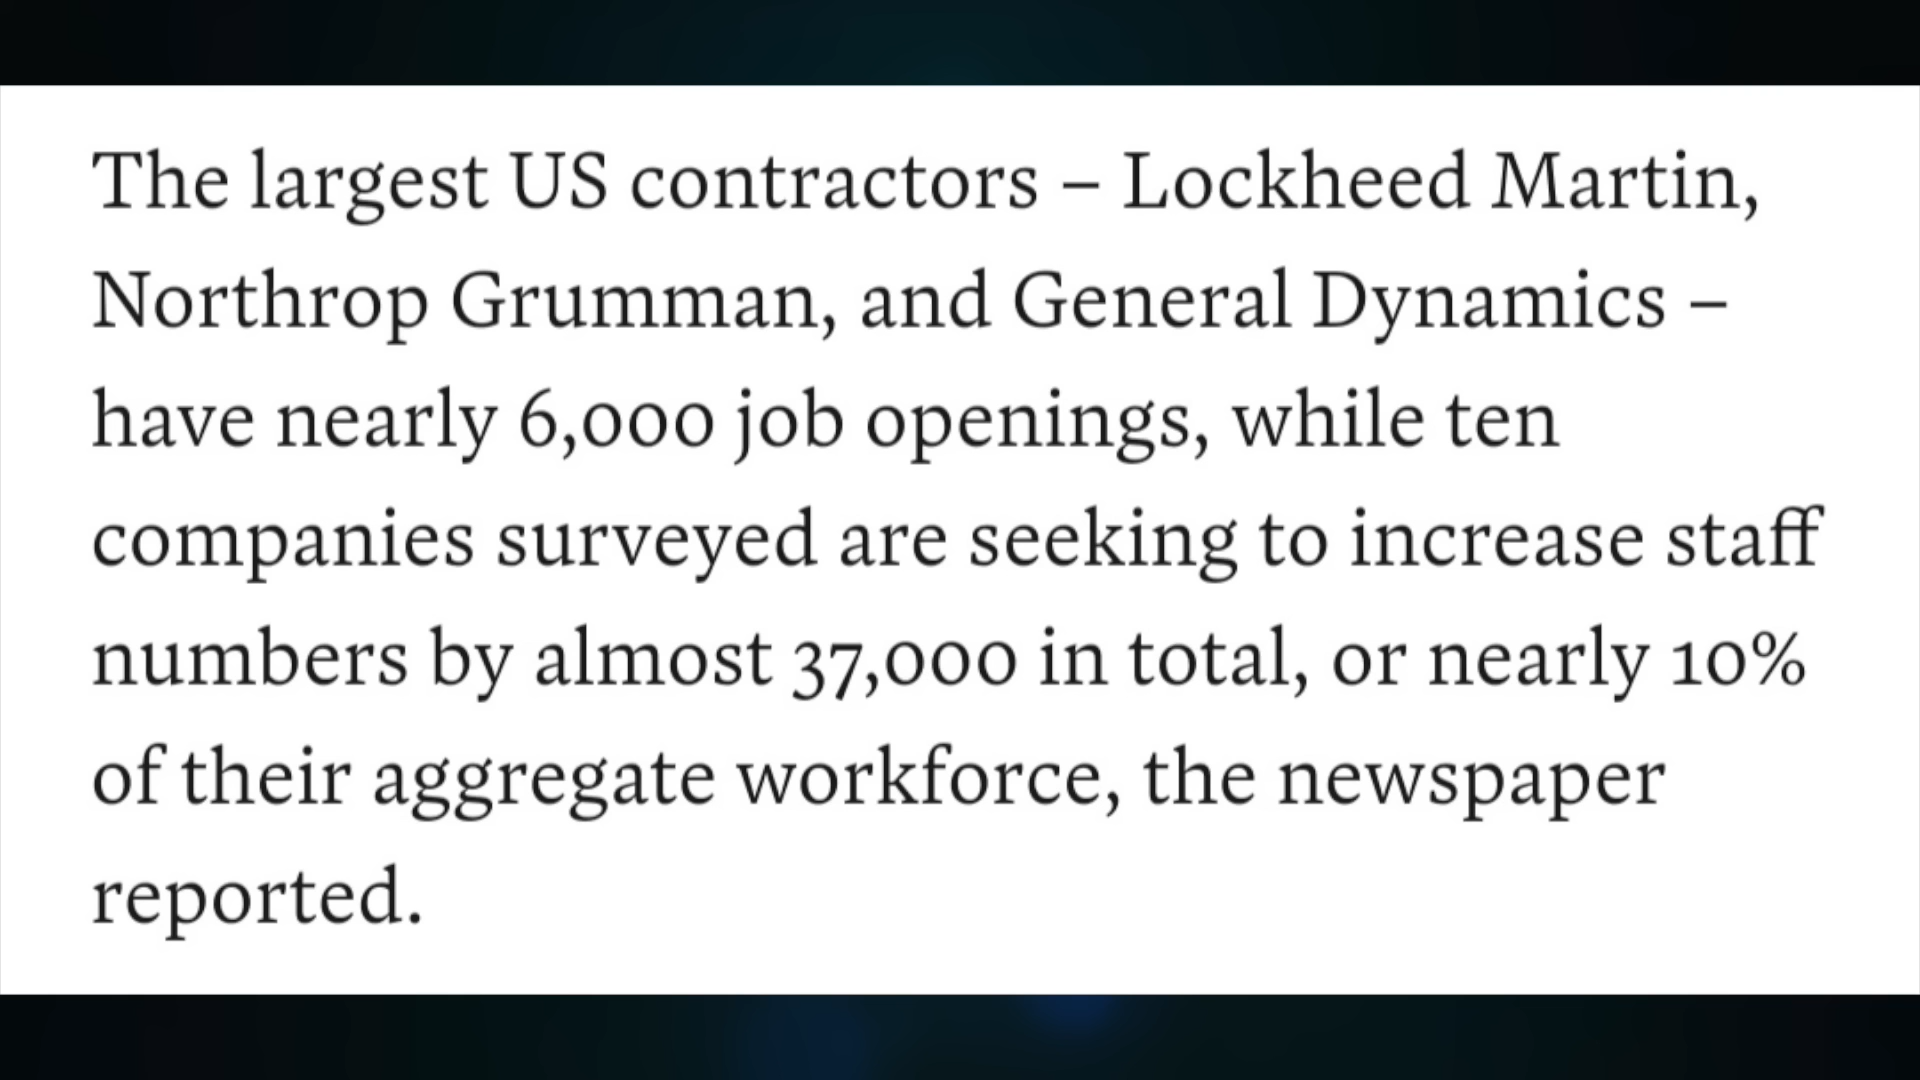 The largest US contractors – Lockheed Martin,
Northrop Grumman, and General Dynamics –
have nearly 6,000 job openings, while ten
companies surveyed are seeking to increase staff
numbers by almost 37,000 in total, or nearly 10%
of their aggregate workforce, the newspaper
reported.